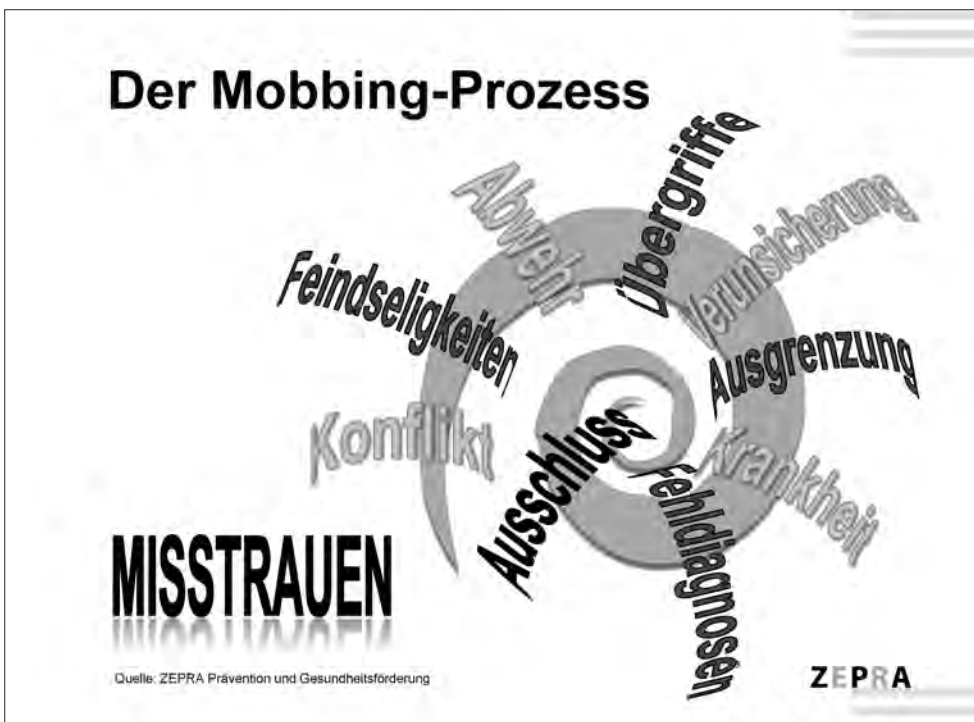 Der Mobbing-Prozess
MISSTRAUEN
Konflikt
Feindseligkeiten
Abwehr
Übergriffe
Verunsicherung
Ausgrenzung
Krankheit
Fehldiagnosen
Ausschluss
Quelle: ZEPRA Prävention und Gesundheitsförderung
ZEPRA